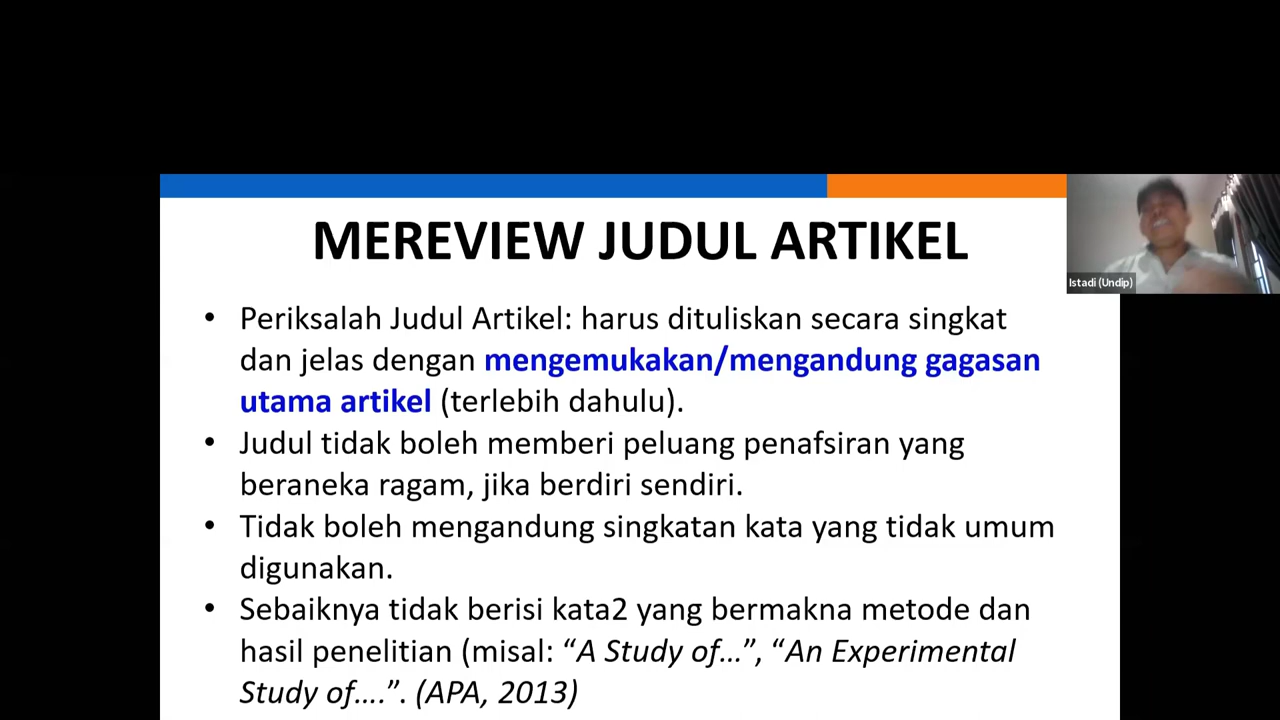 MEREVIEW JUDUL ARTIKEL
Istadi (Undip)
• Periksalah Judul Artikel: harus dituliskan secara singkat
dan jelas dengan mengemukakan/mengandung gagasan
utama artikel (terlebih dahulu).
• Judul tidak boleh memberi peluang penafsiran yang
beraneka ragam, jika berdiri sendiri.
• Tidak boleh mengandung singkatan kata yang tidak umum
digunakan.
• Sebaiknya tidak berisi kata2 yang bermakna metode dan
hasil penelitian (misal: “A Study of…”, “An Experimental
Study of….”. (APA, 2013)